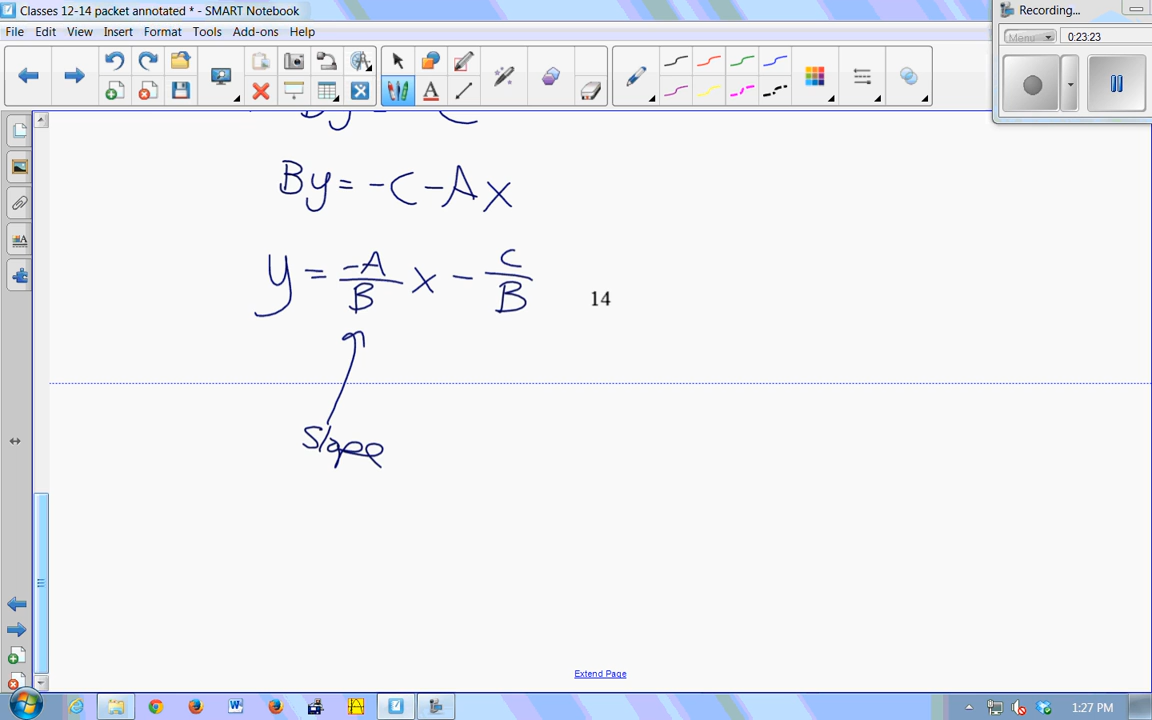 Classes 12-14 packet annotated * - SMART Notebook
Recording...
File Edit View Insert Format Tools Add-ons Help
Menu
0:23:23
A
By = -C - Ax
y = -A/B x - C/B
14
Slope
Extend Page
1:27 PM